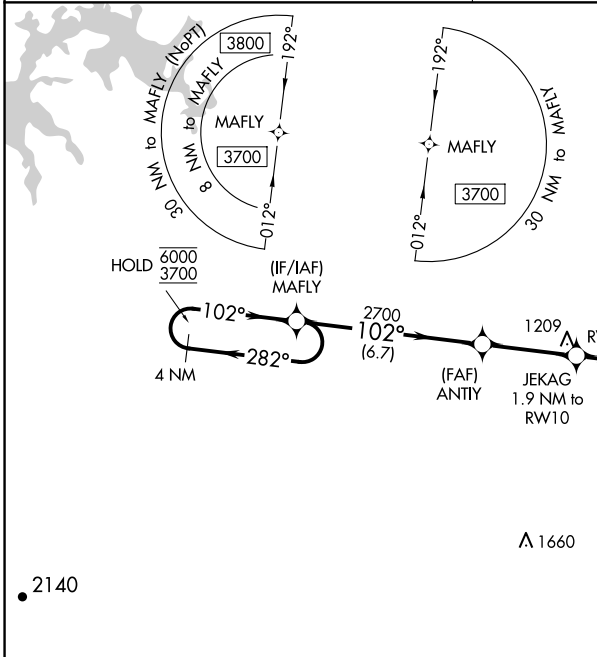 30 NM to MAFLY (NoPT)
8 NM to MAFLY
3800
192°
MAFLY
3700
012°
192°
MAFLY
3700
30 NM to MAFLY
012°
HOLD 6000
3700
(IF/IAF)
MAFLY
102°
282°
4 NM
2700
102°
(6.7)
(FAF)
ANTIY
1209
JEKAG
1.9 NM to
RW10
1660
2140